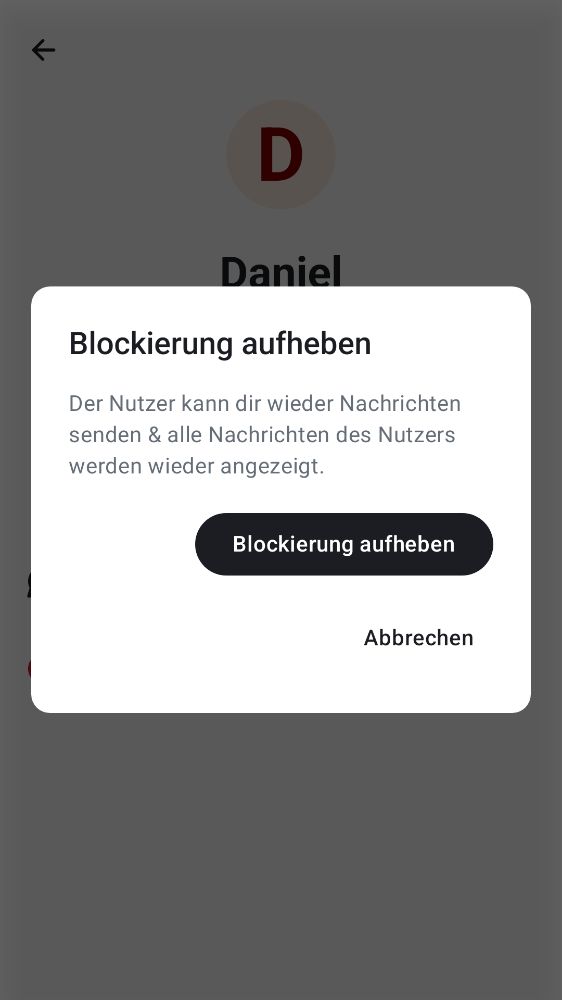 D
Daniel
Blockierung aufheben
Der Nutzer kann dir wieder Nachrichten
senden & alle Nachrichten des Nutzers
werden wieder angezeigt.
Blockierung aufheben
Abbrechen